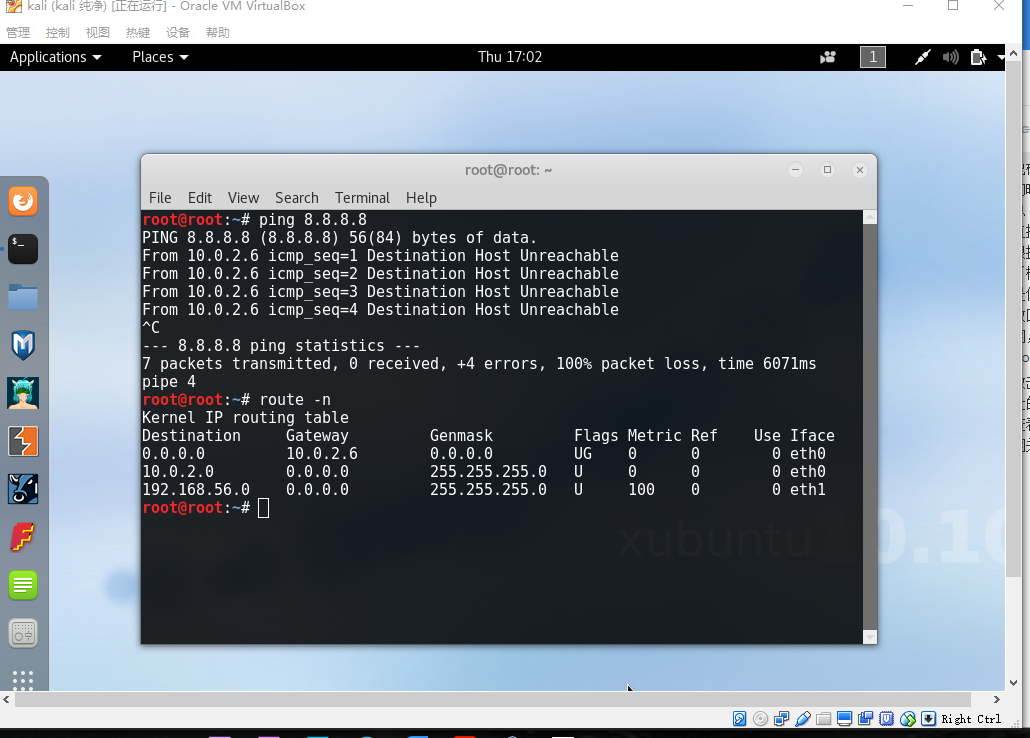 kali (kali 纯净) [正在运行] - Oracle VM VirtualBox
管理 控制 视图 热键 设备 帮助
Applications Places Thu 17:02 1
root@root: ~
File Edit View Search Terminal Help
root@root:~# ping 8.8.8.8
PING 8.8.8.8 (8.8.8.8) 56(84) bytes of data.
From 10.0.2.6 icmp_seq=1 Destination Host Unreachable
From 10.0.2.6 icmp_seq=2 Destination Host Unreachable
From 10.0.2.6 icmp_seq=3 Destination Host Unreachable
From 10.0.2.6 icmp_seq=4 Destination Host Unreachable
^C
--- 8.8.8.8 ping statistics ---
7 packets transmitted, 0 received, +4 errors, 100% packet loss, time 6071ms
pipe 4
root@root:~# route -n
Kernel IP routing table
Destination Gateway Genmask Flags Metric Ref Use Iface
0.0.0.0 10.0.2.6 0.0.0.0 UG 0 0 0 eth0
10.0.2.0 0.0.0.0 255.255.255.0 U 0 0 0 eth0
192.168.56.0 0.0.0.0 255.255.255.0 U 100 0 0 eth1
root@root:~#
xubuntu 10.10
Right Ctrl